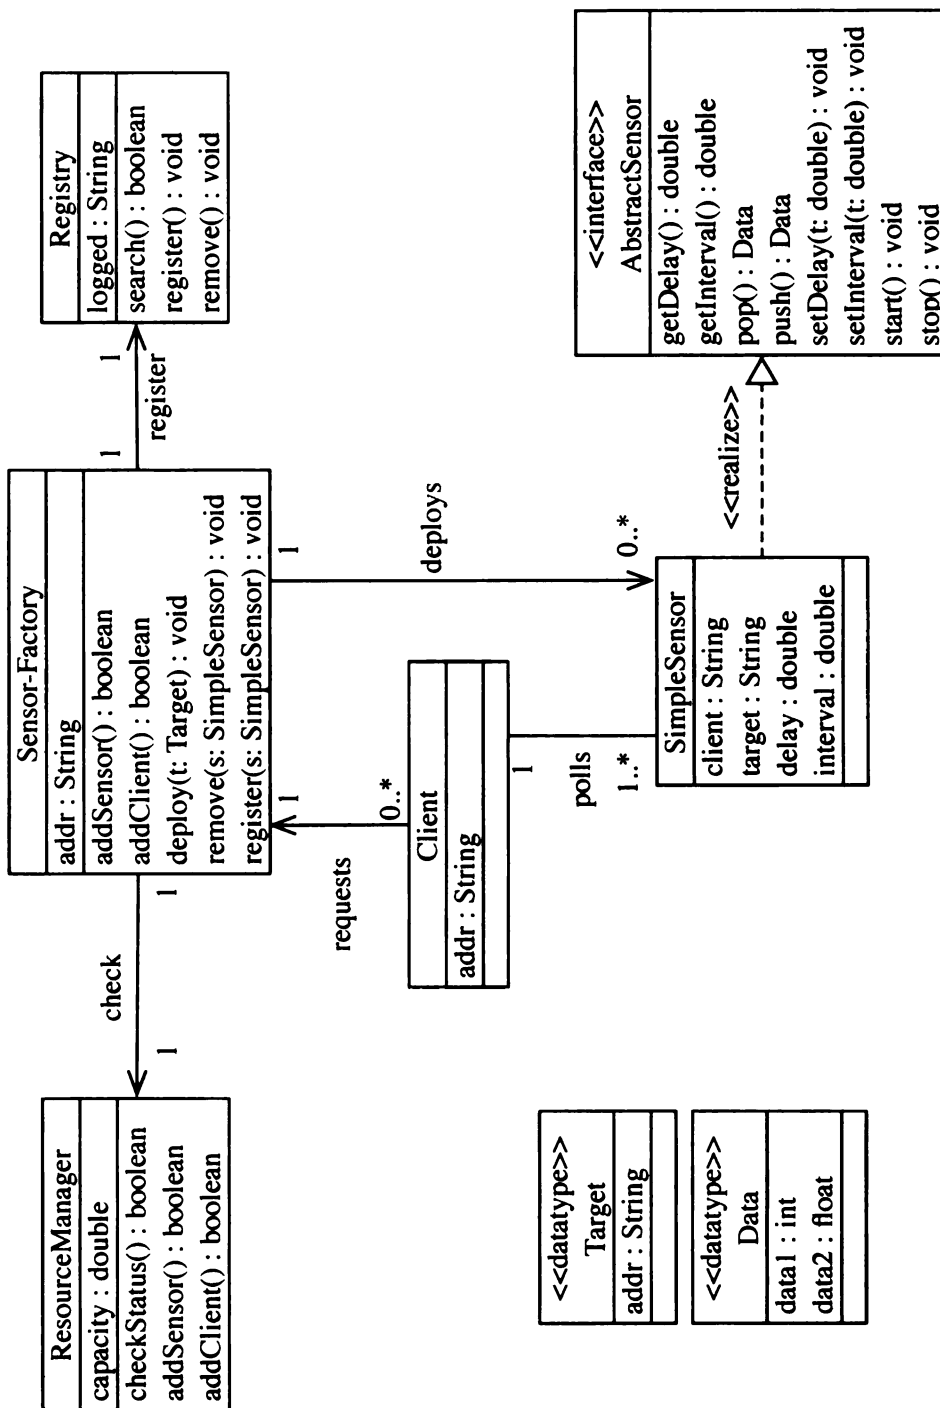 ResourceManager
capacity : double
checkStatus() : boolean
addSensor() : boolean
addClient() : boolean
check
1
1
Sensor-Factory
addr : String
addSensor() : boolean
addClient() : boolean
deploy(t: Target) : void
remove(s: SimpleSensor) : void
register(s: SimpleSensor) : void
1
1
register
Registry
logged : String
search() : boolean
register() : void
remove() : void
requests
1
0..*
1
deploys
0..*
Client
addr : String
1
polls
1..*
<<datatype>>
Target
addr : String
<<datatype>>
Data
data1 : int
data2 : float
SimpleSensor
client : String
target : String
delay : double
interval : double
<<realize>>
<<interface>>
AbstractSensor
getDelay() : double
getInterval() : double
pop() : Data
push() : Data
setDelay(t: double) : void
setInterval(t: double) : void
start() : void
stop() : void